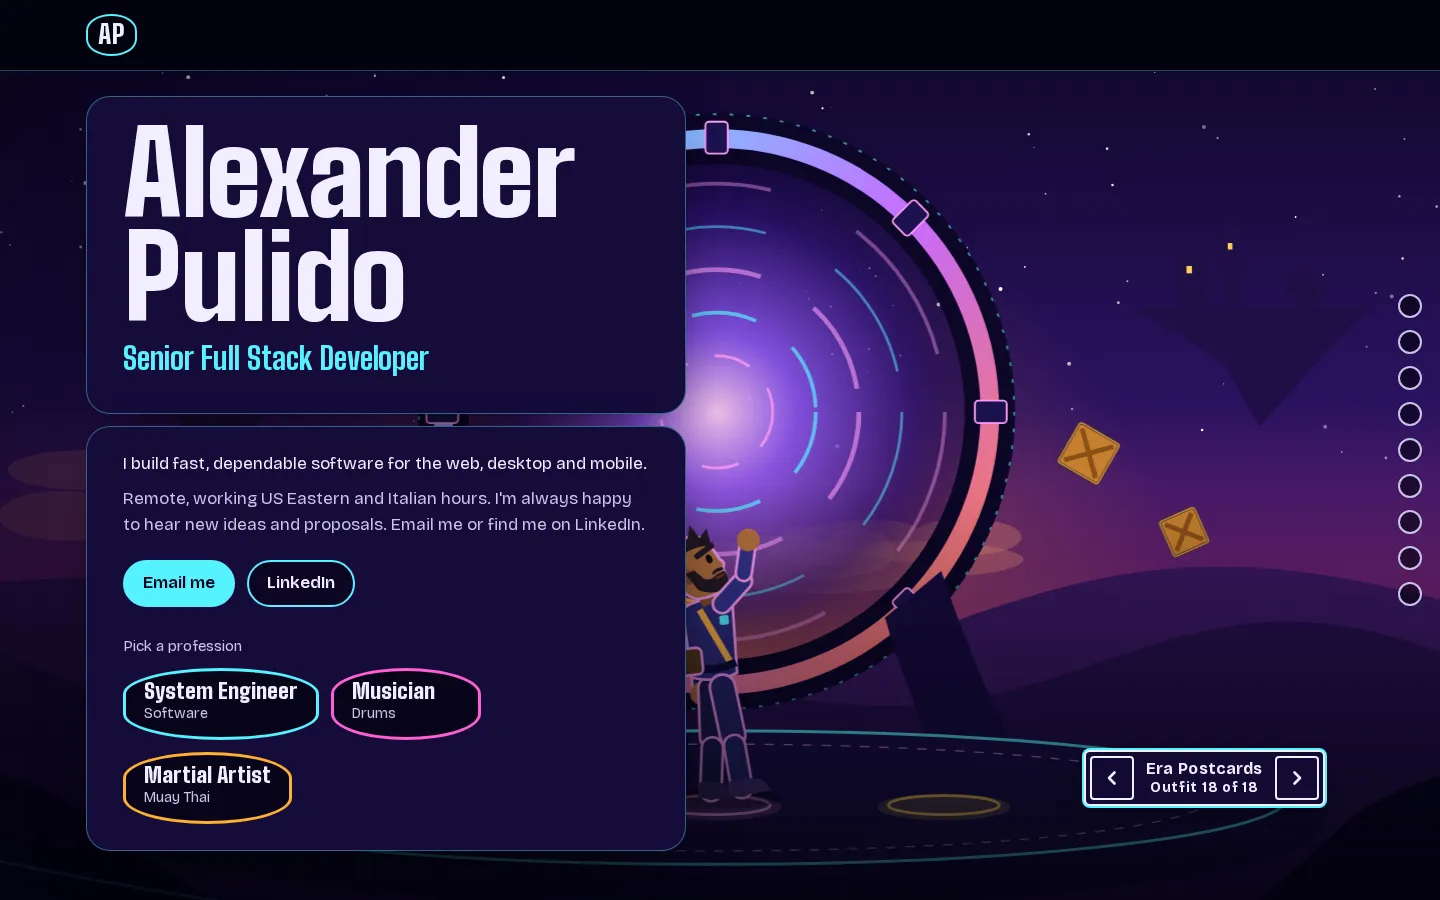 AP
Alexander
Pulido
Senior Full Stack Developer
I build fast, dependable software for the web, desktop and mobile.
Remote, working US Eastern and Italian hours. I'm always happy
to hear new ideas and proposals. Email me or find me on LinkedIn.
Email me
LinkedIn
Pick a profession
System Engineer
Software
Musician
Drums
Martial Artist
Muay Thai
Era Postcards
Outfit 18 of 18